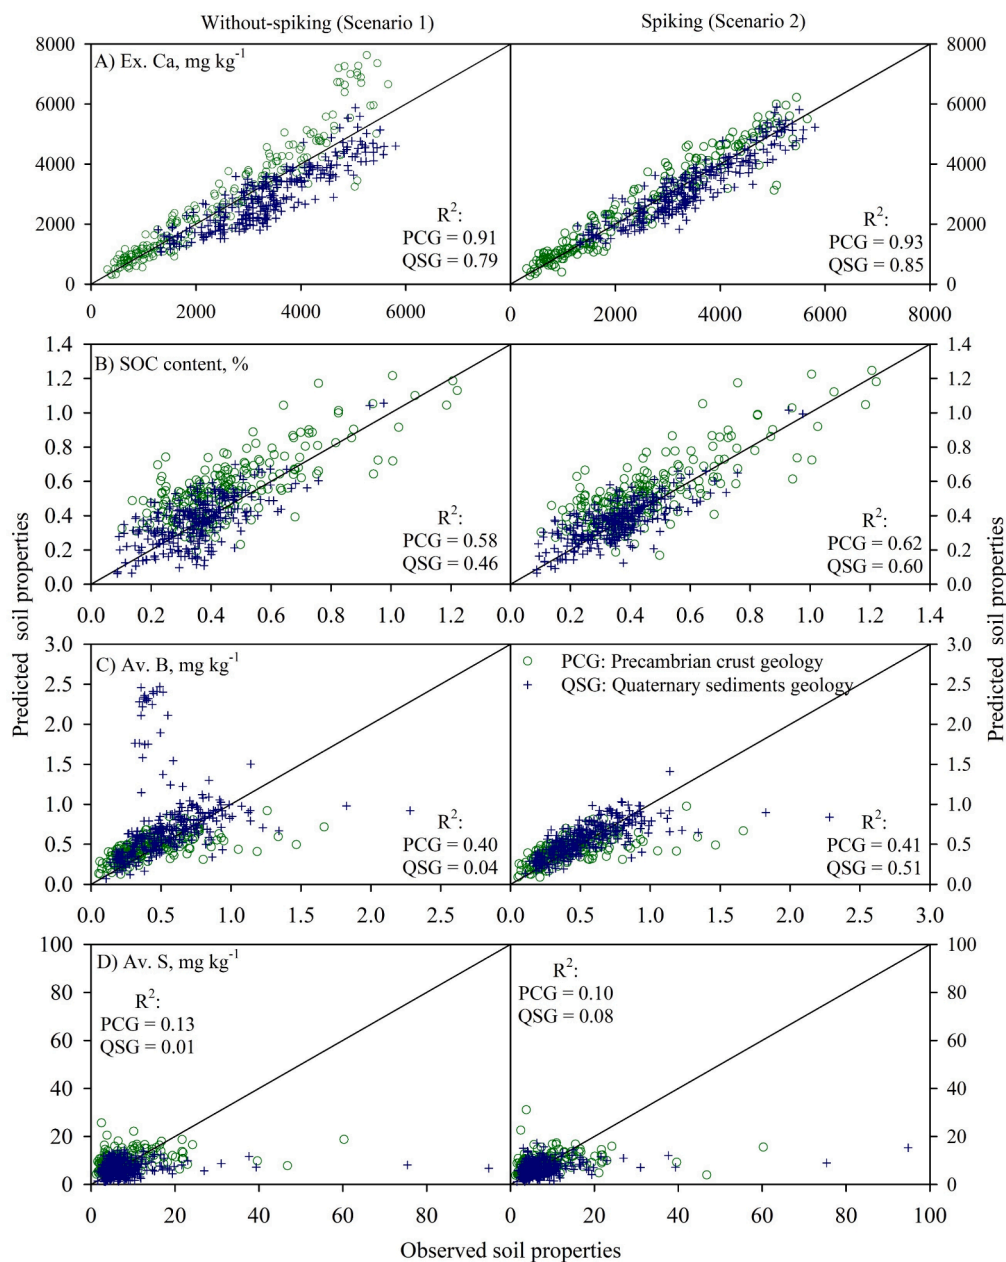 Without-spiking (Scenario 1)
Spiking (Scenario 2)
8000
6000
4000
2000
0
A) Ex. Ca, mg kg⁻¹
R²:
PCG = 0.91
QSG = 0.79
0 2000 4000 6000
R²:
PCG = 0.93
QSG = 0.85
8000
6000
4000
2000
0
2000 4000 6000 8000
1.4
1.2
1.0
0.8
0.6
0.4
0.2
0.0
B) SOC content, %
R²:
PCG = 0.58
QSG = 0.46
0.0 0.2 0.4 0.6 0.8 1.0 1.2
R²:
PCG = 0.62
QSG = 0.60
1.4
1.2
1.0
0.8
0.6
0.4
0.2
0.0
0.0 0.2 0.4 0.6 0.8 1.0 1.2 1.4
Predicted soil properties
Predicted soil properties
3.0
2.5
2.0
1.5
1.0
0.5
0.0
C) Av. B, mg kg⁻¹
R²:
PCG = 0.40
QSG = 0.04
0.0 0.5 1.0 1.5 2.0 2.5
PCG: Precambrian crust geology
QSG: Quaternary sediments geology
R²:
PCG = 0.41
QSG = 0.51
3.0
2.5
2.0
1.5
1.0
0.5
0.0
0.0 0.5 1.0 1.5 2.0 2.5 3.0
100
80
60
40
20
0
D) Av. S, mg kg⁻¹
R²:
PCG = 0.13
QSG = 0.01
0 20 40 60 80
R²:
PCG = 0.10
QSG = 0.08
100
80
60
40
20
0
0 20 40 60 80 100
Observed soil properties